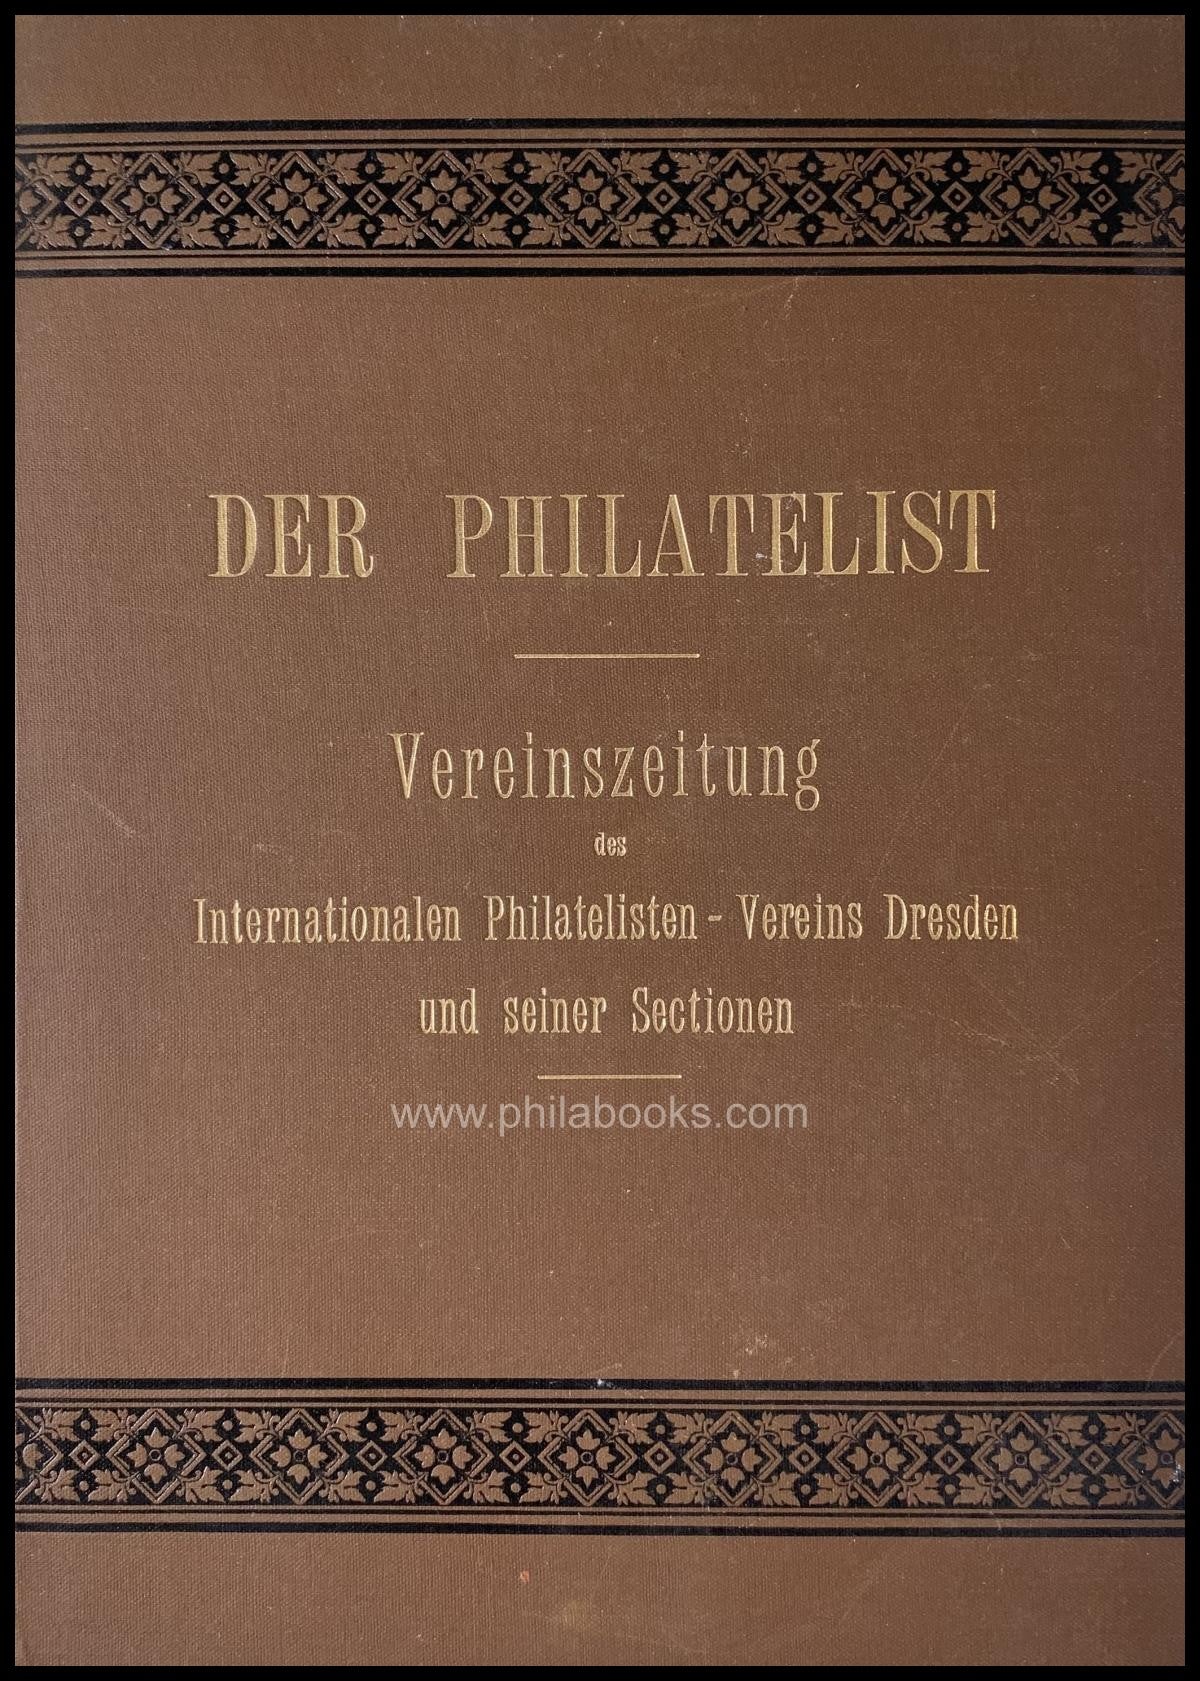 DER PHILATELIST
Vereinszeitung
des
Internationalen Philatelisten - Vereins Dresden
und seiner Sectionen
www.philabooks.com